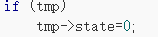 if (tmp)
    tmp->state=0;